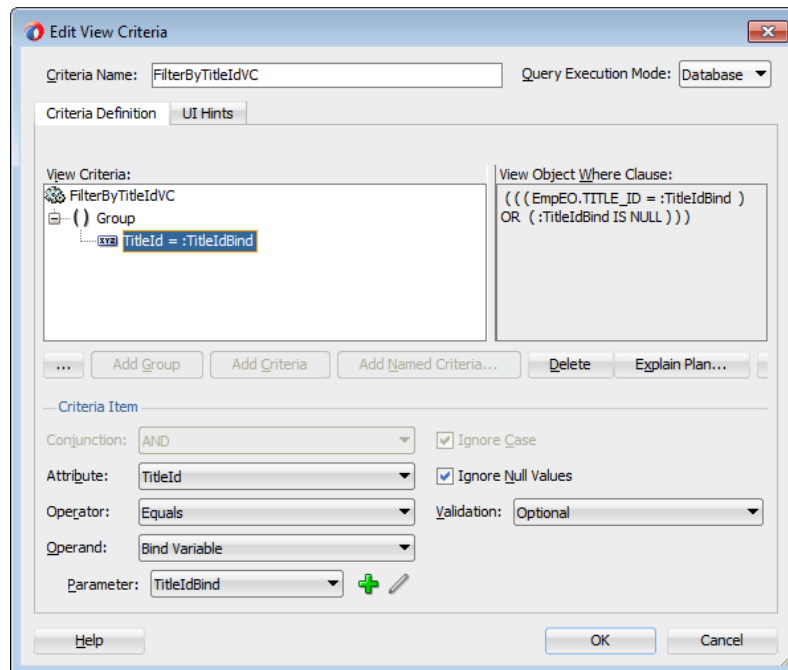 Edit View Criteria
Criteria Name: FilterByTitleIdVC Query Execution Mode: Database
Criteria Definition UI Hints
View Criteria:
FilterByTitleIdVC
() Group
XYZ TitleId = :TitleIdBind
View Object Where Clause:
(((EmpEO.TITLE_ID = :TitleIdBind )
OR (:TitleIdBind IS NULL)))
... Add Group Add Criteria Add Named Criteria... Delete Explain Plan...
Criteria Item
Conjunction: AND Ignore Case
Attribute: TitleId Ignore Null Values
Operator: Equals Validation: Optional
Operand: Bind Variable
Parameter: TitleIdBind
Help OK Cancel